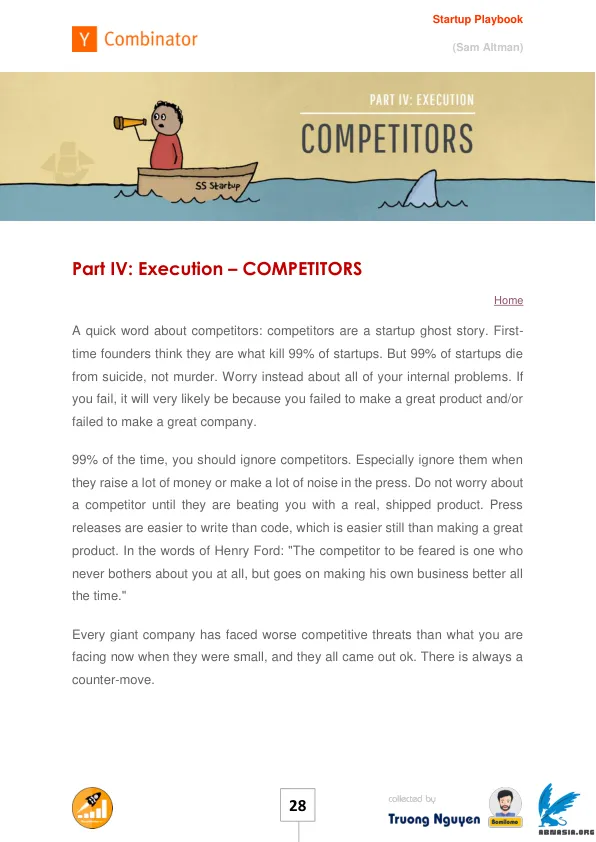 Startup Playbook
Y Combinator
(Sam Altman)
PART IV: EXECUTION
COMPETITORS
SS Startup
Part IV: Execution – COMPETITORS
Home
A quick word about competitors: competitors are a startup ghost story. First-
time founders think they are what kill 99% of startups. But 99% of startups die
from suicide, not murder. Worry instead about all of your internal problems. If
you fail, it will very likely be because you failed to make a great product and/or
failed to make a great company.
99% of the time, you should ignore competitors. Especially ignore them when
they raise a lot of money or make a lot of noise in the press. Do not worry about
a competitor until they are beating you with a real, shipped product. Press
releases are easier to write than code, which is easier still than making a great
product. In the words of Henry Ford: "The competitor to be feared is one who
never bothers about you at all, but goes on making his own business better all
the time."
Every giant company has faced worse competitive threats than what you are
facing now when they were small, and they all came out ok. There is always a
counter-move.
28
collected by
Truong Nguyen
ABNASIA.ORG